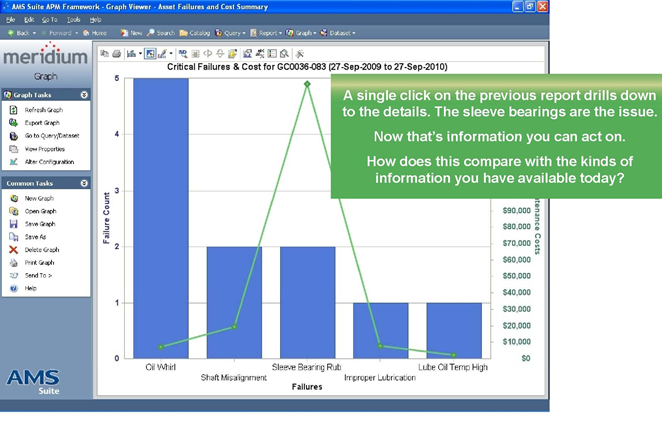 AMS Suite APM Framework - Graph Viewer - Asset Failures and Cost Summary
File Edit Go To Tools Help
Back Forward Home New Search Catalog Query Report Graph Dataset
meridium
Graph
Graph Tasks
Refresh Graph
Export Graph
Go to Query/Dataset
View Properties
Alter Configuration
Common Tasks
New Graph
Open Graph
Save Graph
Save As
Delete Graph
Print Graph
Send To >
Help
AMS
Suite
Critical Failures & Cost for GC0036-083 (27-Sep-2009 to 27-Sep-2010)
A single click on the previous report drills down
to the details. The sleeve bearings are the issue.
Now that's information you can act on.
How does this compare with the kinds of
information you have available today?
Failure Count
5
4
3
2
1
0
$90,000
$80,000
$70,000
$60,000
$50,000
$40,000
$30,000
$20,000
$10,000
$0
Costs
Oil Whirl
Shaft Misalignment
Sleeve Bearing Rub
Improper Lubrication
Lube Oil Temp High
Failures